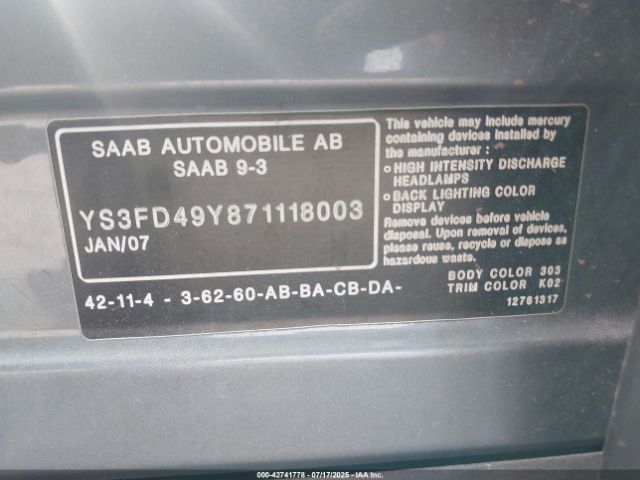 SAAB AUTOMOBILE AB
SAAB 9-3
YS3FD49Y871118003
JAN/07
42-11-4 - 3-62-60-AB-BA-CB-DA-
This vehicle may include mercury
containing devices installed by
the manufacturer:
o HIGH INTENSITY DISCHARGE
HEADLAMPS
o BACK LIGHTING COLOR
DISPLAY
Remove devices before vehicle
disposal. Upon removal of devices,
please reuse, recycle or dispose as
hazardous waste.
BODY COLOR 303
TRIM COLOR K02
12761317
000-42741778 - 07/17/2025 - IAAI.COM